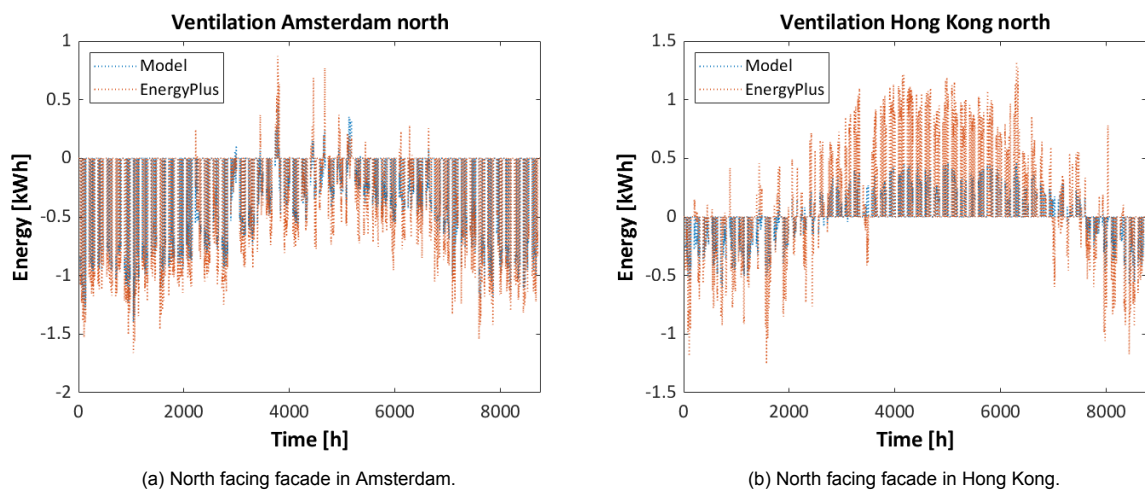 Ventilation Amsterdam north
1
0.5
0
-0.5
-1
-1.5
-2
Energy [kWh]
Model
EnergyPlus
0
2000
4000
6000
8000
Time [h]
(a) North facing facade in Amsterdam.
Ventilation Hong Kong north
1.5
1
0.5
0
-0.5
-1
-1.5
Energy [kWh]
Model
EnergyPlus
0
2000
4000
6000
8000
Time [h]
(b) North facing facade in Hong Kong.